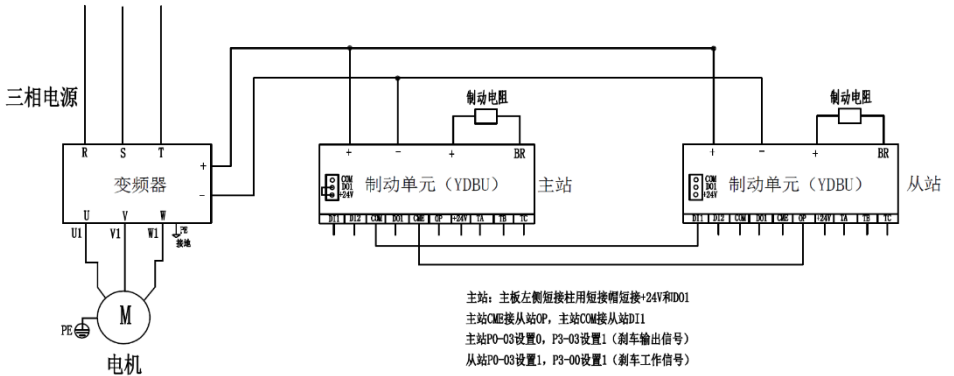 三相电源
制动电阻
制动电阻
R S T
+
-
变频器
U V W
U1 V1 W1
PE
接地
M
PE
电机
+ - + BR
COM
DO1
+24V
制动单元（YDBU）
主站
DI1 DI2 COM DO1 CME OP +24V TA TB TC
+ - + BR
COM
DO1
+24V
制动单元（YDBU）
从站
DI1 DI2 COM DO1 CME OP +24V TA TB TC
主站：主板左侧短接柱用短接帽短接+24V和DO1
主站CME接从站OP，主站COM接从站DI1
主站P0-03设置0，P3-03设置1（刹车输出信号）
从站P0-03设置1，P3-00设置1（刹车工作信号）